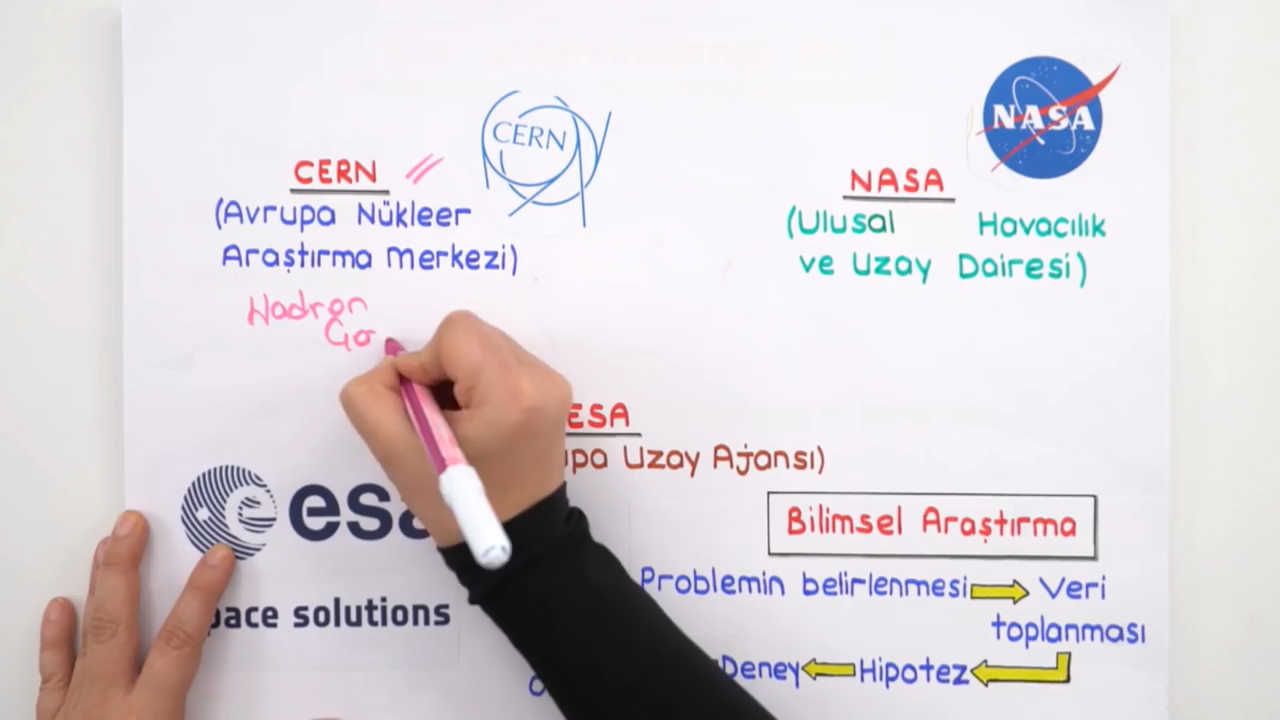 CERN
NASA
CERN
(Avrupa Nükleer
Araştırma Merkezi)
Hadron
NASA
(Ulusal Havacılık
ve Uzay Dairesi)
ESA
Uzay Ajansı)
esa
solutions
Bilimsel Araştırma
Problemin belirlenmesi Veri
toplanması
Deney Hipotez